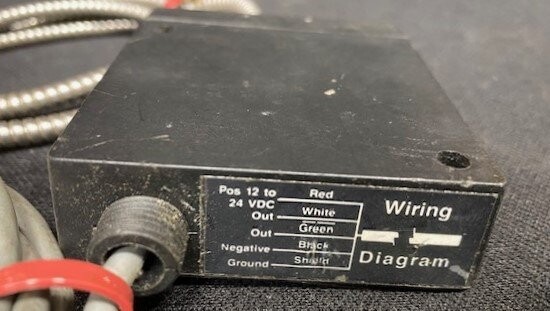 Pos 12 to Red
24 VDC
Out White
Out Green
Negative Black
Ground Shield
Wiring
Diagram